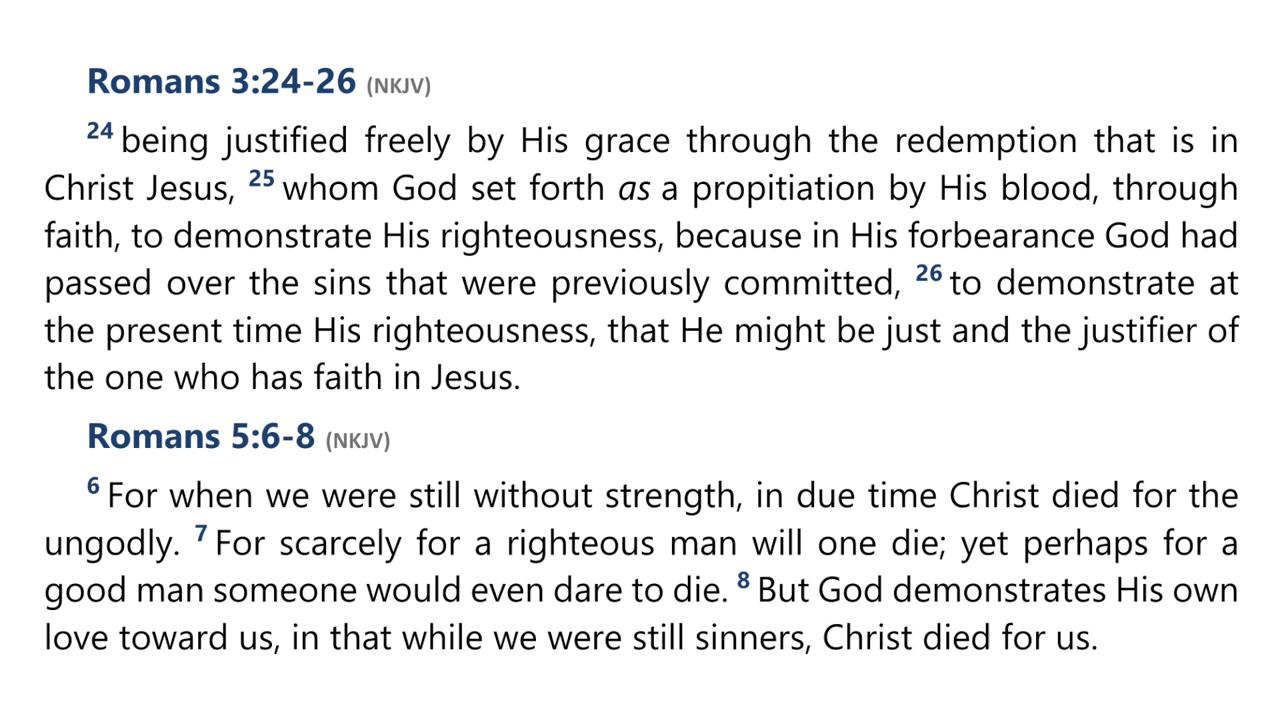 Romans 3:24-26 (NKJV)
24 being justified freely by His grace through the redemption that is in
Christ Jesus, 25 whom God set forth as a propitiation by His blood, through
faith, to demonstrate His righteousness, because in His forbearance God had
passed over the sins that were previously committed, 26 to demonstrate at
the present time His righteousness, that He might be just and the justifier of
the one who has faith in Jesus.
Romans 5:6-8 (NKJV)
6 For when we were still without strength, in due time Christ died for the
ungodly. 7 For scarcely for a righteous man will one die; yet perhaps for a
good man someone would even dare to die. 8 But God demonstrates His own
love toward us, in that while we were still sinners, Christ died for us.